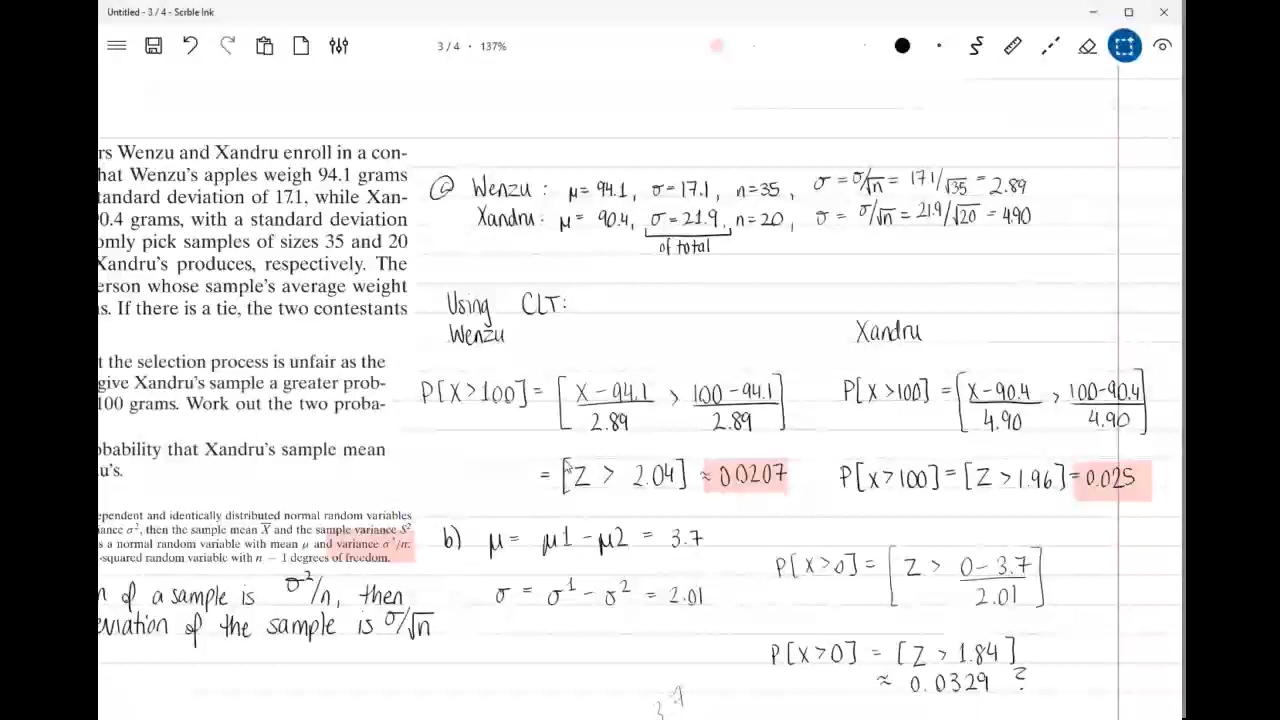 Untitled - 3 / 4 - Scrble Ink
3 / 4 • 137%
rs Wenzu and Xandru enroll in a con-
hat Wenzu's apples weigh 94.1 grams
tandard deviation of 17.1, while Xan-
0.4 grams, with a standard deviation
omly pick samples of sizes 35 and 20
Xandru's produces, respectively. The
erson whose sample's average weight
s. If there is a tie, the two contestants
t the selection process is unfair as the
give Xandru's sample a greater prob-
100 grams. Work out the two proba-
obability that Xandru's sample mean
u's.
ependent and identically distributed normal random variables
iance σ², then the sample mean X̄ and the sample variance S²
s a normal random variable with mean μ and variance σ²/n.
-squared random variable with n − 1 degrees of freedom.
n of a sample is σ²/n, then
eviation of the sample is σ/√n
@ Wenzu : μ = 94.1, σ = 17.1, n = 35, σ = σ/√n = 17.1/√35 = 2.89
Xandru : μ = 90.4, σ = 21.9, n = 20, σ = σ/√n = 21.9/√20 = 4.90
of total
Using CLT:
Wenzu
P[X > 100] = [ X − 94.1 / 2.89 > 100 − 94.1 / 2.89 ]
= [Z > 2.04] ≈ 0.0207
Xandru
P[X > 100] = [ X − 90.4 / 4.90 > 100 − 90.4 / 4.90 ]
P[X > 100] = [Z > 1.96] = 0.025
b) μ = μ1 − μ2 = 3.7
σ = σ¹ − σ² = 2.01
P[X > 0] = [ Z > 0 − 3.7 / 2.01 ]
P[X > 0] = [Z > 1.84]
≈ 0.0329 ?